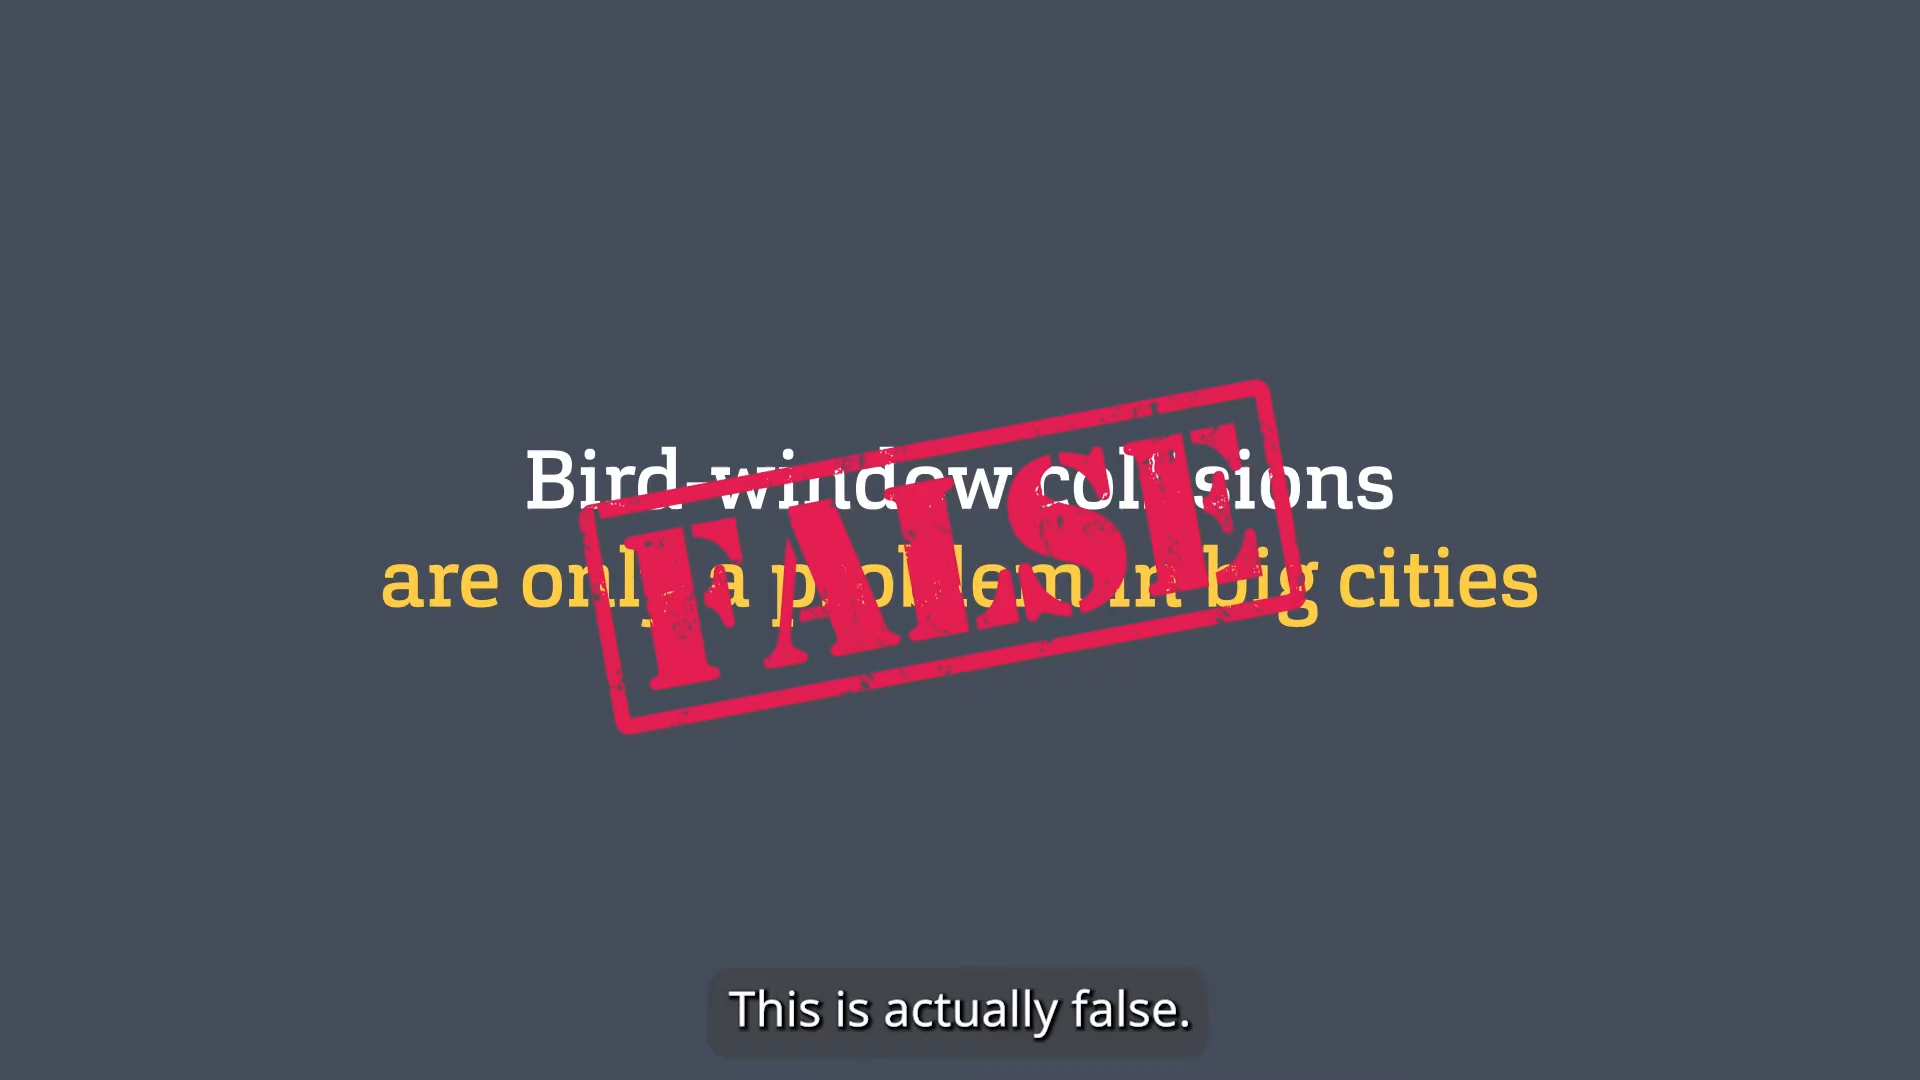 Bird-window collisions
are only a problem in big cities
FALSE
This is actually false.